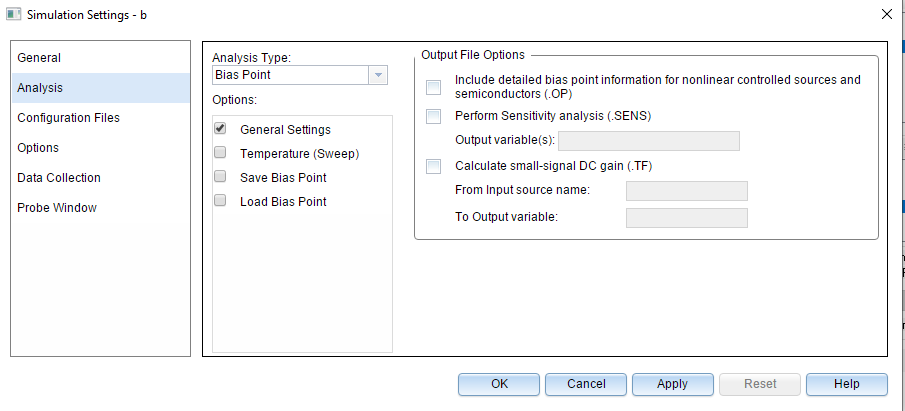 Simulation Settings - b
General
Analysis
Configuration Files
Options
Data Collection
Probe Window
Analysis Type:
Bias Point
Options:
General Settings
Temperature (Sweep)
Save Bias Point
Load Bias Point
Output File Options
Include detailed bias point information for nonlinear controlled sources and
semiconductors (.OP)
Perform Sensitivity analysis (.SENS)
Output variable(s):
Calculate small-signal DC gain (.TF)
From Input source name:
To Output variable:
OK
Cancel
Apply
Reset
Help